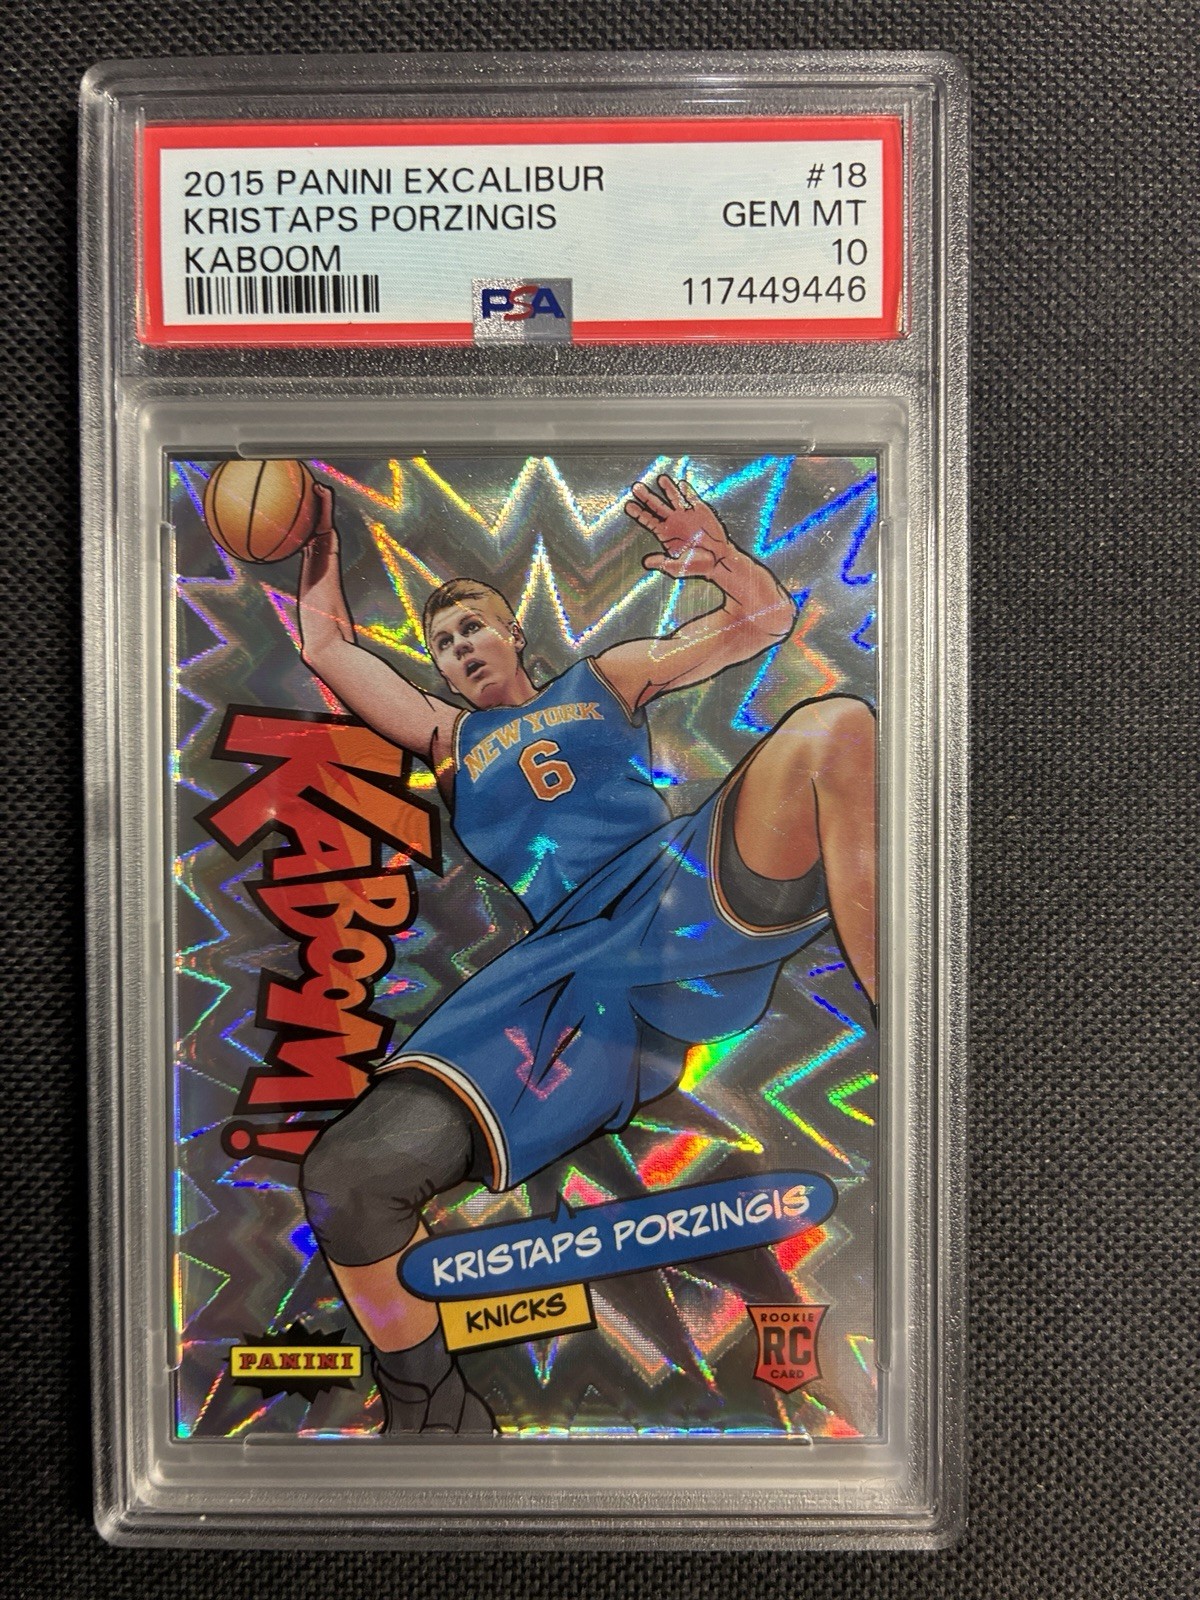 2015 PANINI EXCALIBUR #18
KRISTAPS PORZINGIS GEM MT
KABOOM 10
PSA 117449446
NEW YORK
6
KABOOM!
KRISTAPS PORZINGIS
KNICKS
PANINI
ROOKIE
RC
CARD